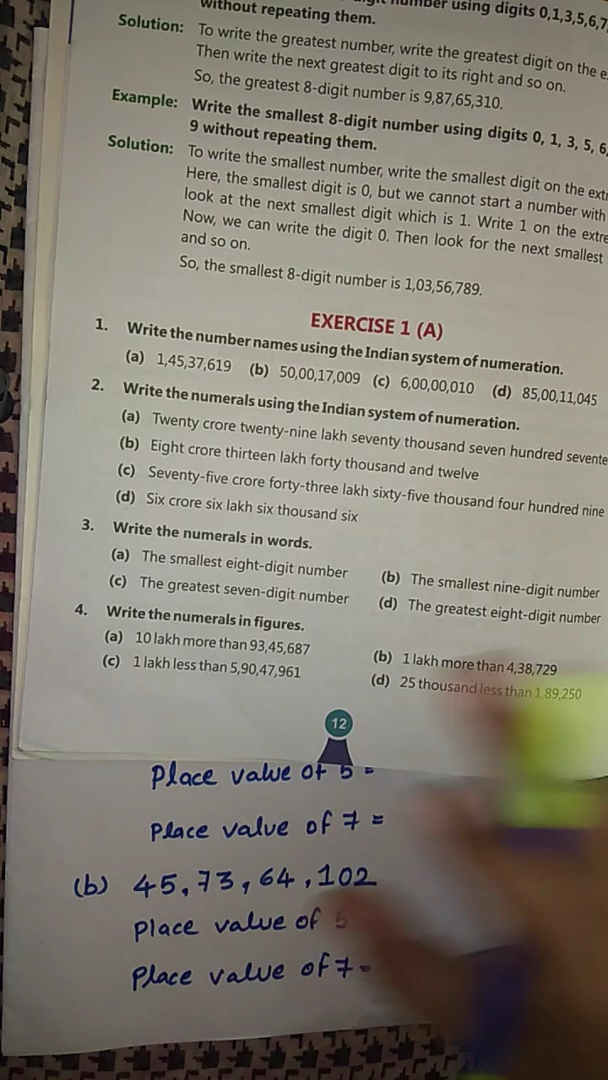 number using digits 0,1,3,5,6,7,
without repeating them.
Solution: To write the greatest number, write the greatest digit on the
Then write the next greatest digit to its right and so on.
So, the greatest 8-digit number is 9,87,65,310.
Example: Write the smallest 8-digit number using digits 0, 1, 3, 5, 6,
9 without repeating them.
Solution: To write the smallest number, write the smallest digit on the
Here, the smallest digit is 0, but we cannot start a number with
look at the next smallest digit which is 1. Write 1 on the
Now, we can write the digit 0. Then look for the next smallest
and so on.
So, the smallest 8-digit number is 1,03,56,789.
EXERCISE 1 (A)
1. Write the number names using the Indian system of numeration.
(a) 1,45,37,619 (b) 50,00,17,009 (c) 6,00,00,010 (d) 85,00,11,045
2. Write the numerals using the Indian system of numeration.
(a) Twenty crore twenty-nine lakh seventy thousand seven hundred
(b) Eight crore thirteen lakh forty thousand and twelve
(c) Seventy-five crore forty-three lakh sixty-five thousand four hundred nine
(d) Six crore six lakh six thousand six
3. Write the numerals in words.
(a) The smallest eight-digit number (b) The smallest nine-digit number
(c) The greatest seven-digit number (d) The greatest eight-digit number
4. Write the numerals in figures.
(a) 10 lakh more than 93,45,687 (b) 1 lakh more than 4,38,729
(c) 1 lakh less than 5,90,47,961 (d) 25 thousand less than 1,89,250
12
Place value of 5 =
Place value of 7 =
(b) 45,73,64,102
Place value of 5
Place value of 7 =